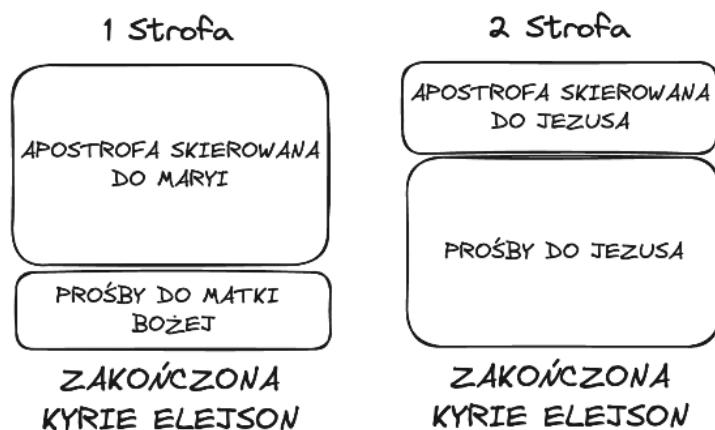 1 Strofa
APOSTROFA SKIEROWANA
DO MARYI
PROŚBY DO MATKI
BOŻEJ
ZAKOŃCZONA
KYRIE ELEJSON
2 Strofa
APOSTROFA SKIEROWANA
DO JEZUSA
PROŚBY DO JEZUSA
ZAKOŃCZONA
KYRIE ELEJSON